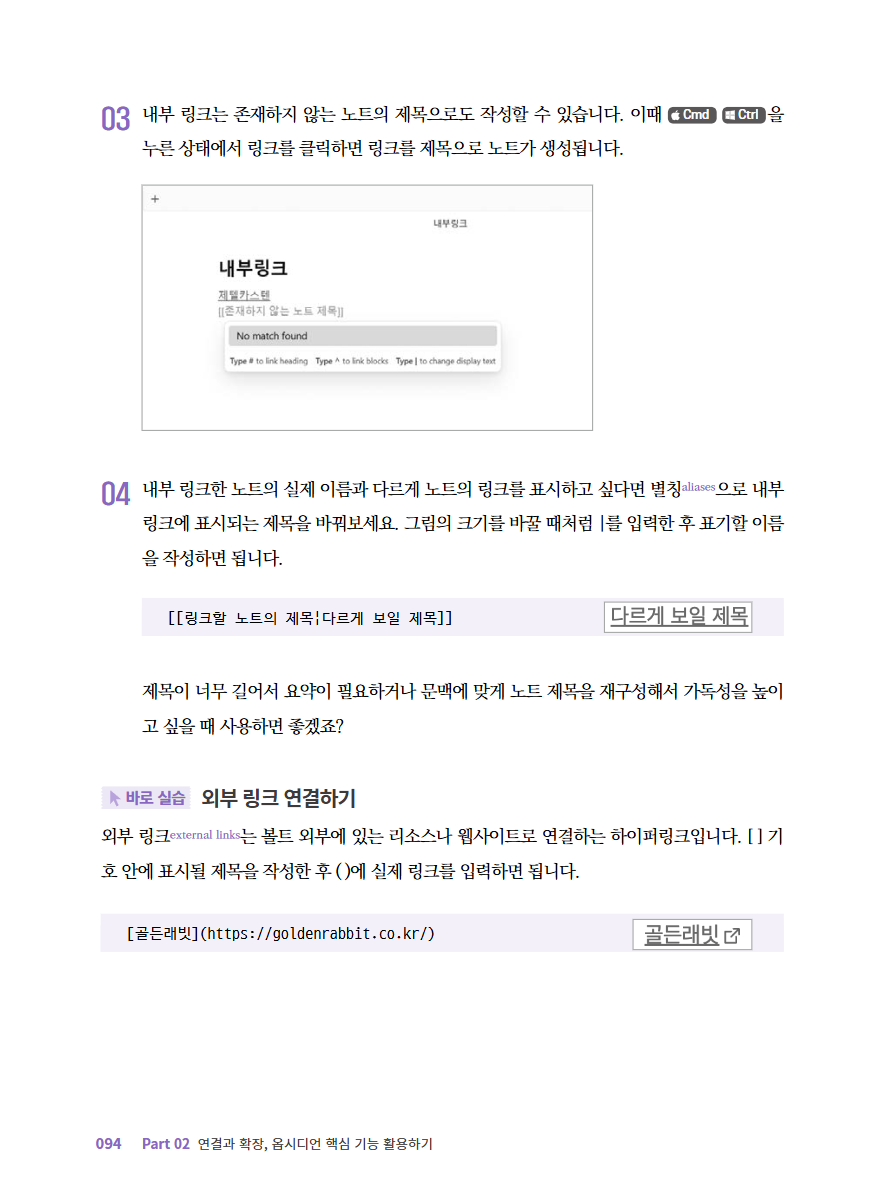 03 내부 링크는 존재하지 않는 노트의 제목으로도 작성할 수 있습니다. 이때 Cmd Ctrl 을
누른 상태에서 링크를 클릭하면 링크를 제목으로 노트가 생성됩니다.
+
내부링크
내부링크
제텔카스텐
[[존재하지 않는 노트 제목]]
No match found
Type # to link heading Type ^ to link blocks Type | to change display text
04 내부 링크한 노트의 실제 이름과 다르게 노트의 링크를 표시하고 싶다면 별칭aliases으로 내부
링크에 표시되는 제목을 바꿔보세요. 그림의 크기를 바꿀 때처럼 |를 입력한 후 표기할 이름
을 작성하면 됩니다.
[[링크할 노트의 제목¦다르게 보일 제목]] 다르게 보일 제목
제목이 너무 길어서 요약이 필요하거나 문맥에 맞게 노트 제목을 재구성해서 가독성을 높이
고 싶을 때 사용하면 좋겠죠?
바로 실습 외부 링크 연결하기
외부 링크external links는 볼트 외부에 있는 리소스나 웹사이트로 연결하는 하이퍼링크입니다. [ ] 기
호 안에 표시될 제목을 작성한 후 ( )에 실제 링크를 입력하면 됩니다.
[골든래빗](https://goldenrabbit.co.kr/) 골든래빗
094 Part 02 연결과 확장, 옵시디언 핵심 기능 활용하기